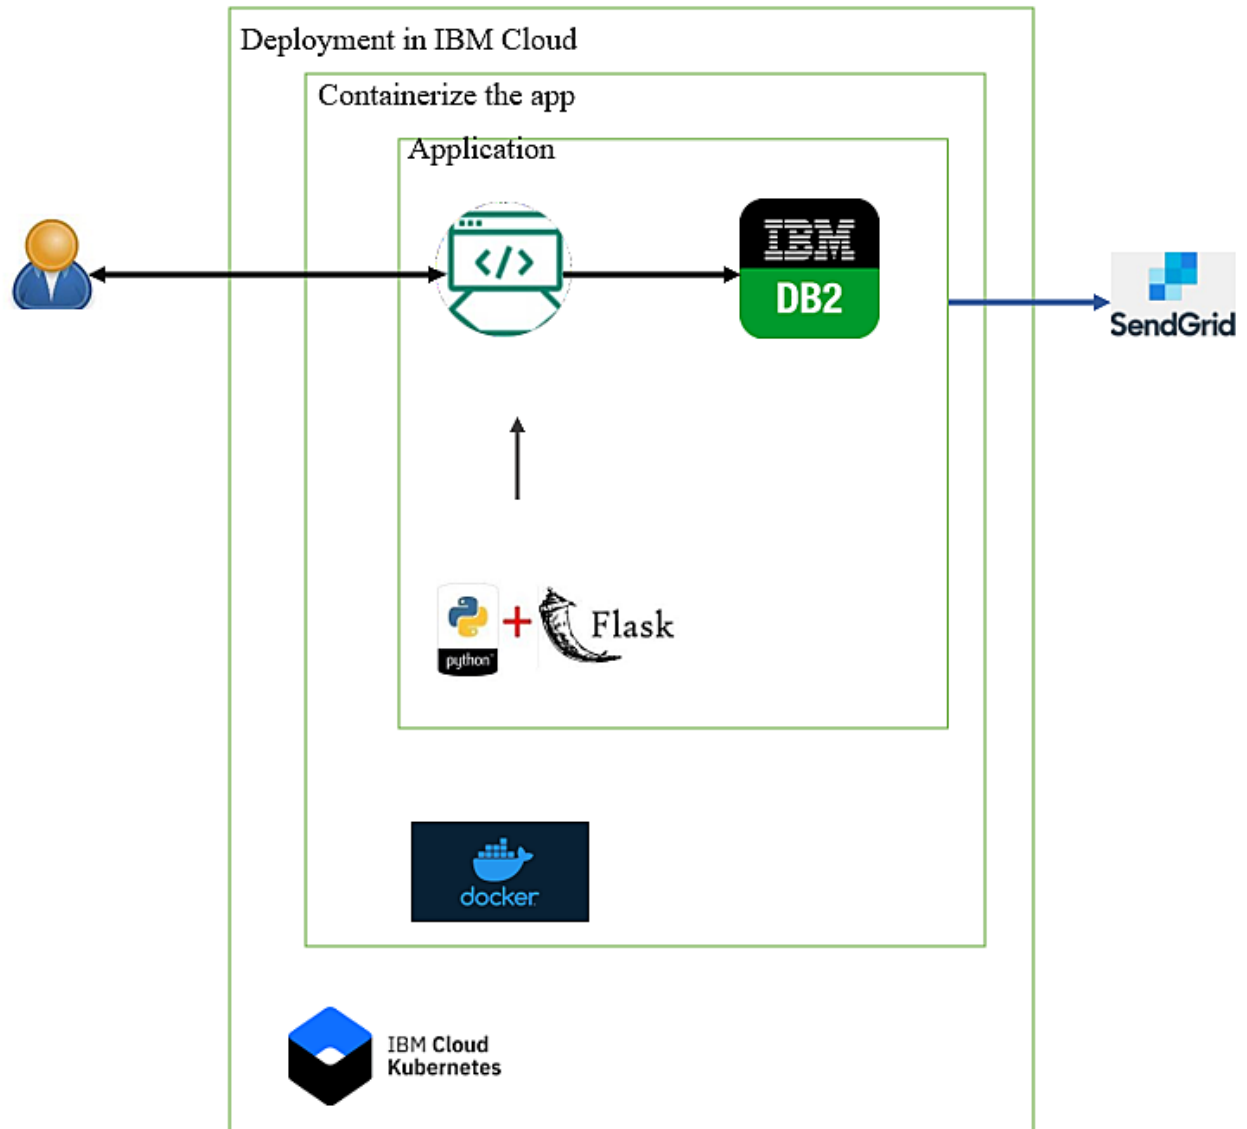 Deployment in IBM Cloud
Containerize the app
Application
</>
IBM
DB2
SendGrid
python
+
Flask
docker
IBM Cloud
Kubernetes